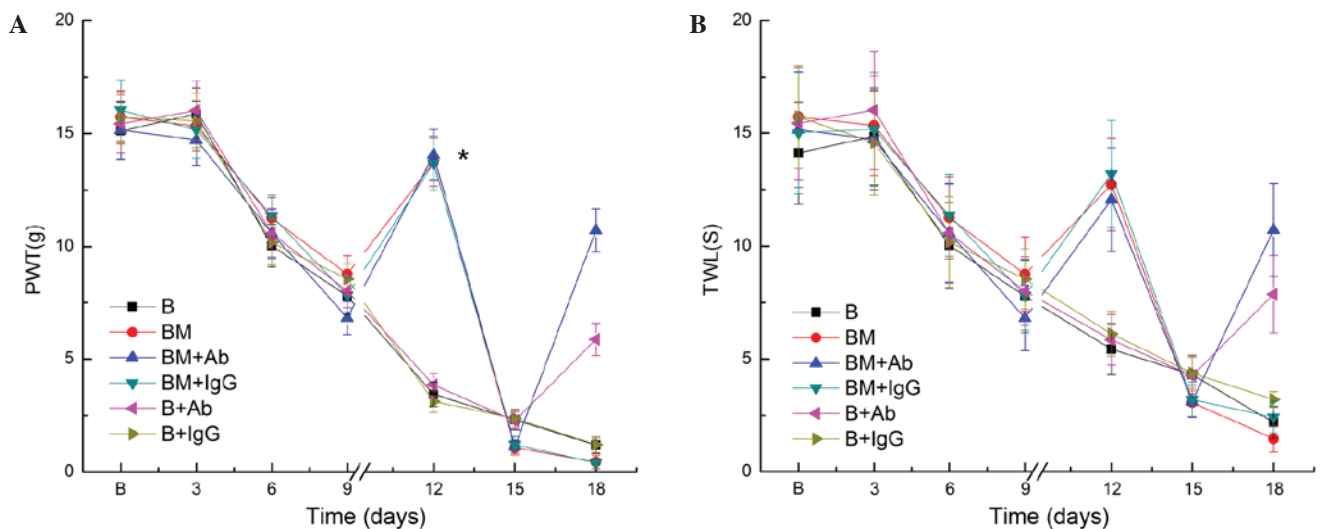 A
20
15
10
5
0
PWT(g)
*
B
BM
BM+Ab
BM+IgG
B+Ab
B+IgG
B 3 6 9 12 15 18
Time (days)
B
20
15
10
5
0
TWL(S)
B
BM
BM+Ab
BM+IgG
B+Ab
B+IgG
B 3 6 9 12 15 18
Time (days)